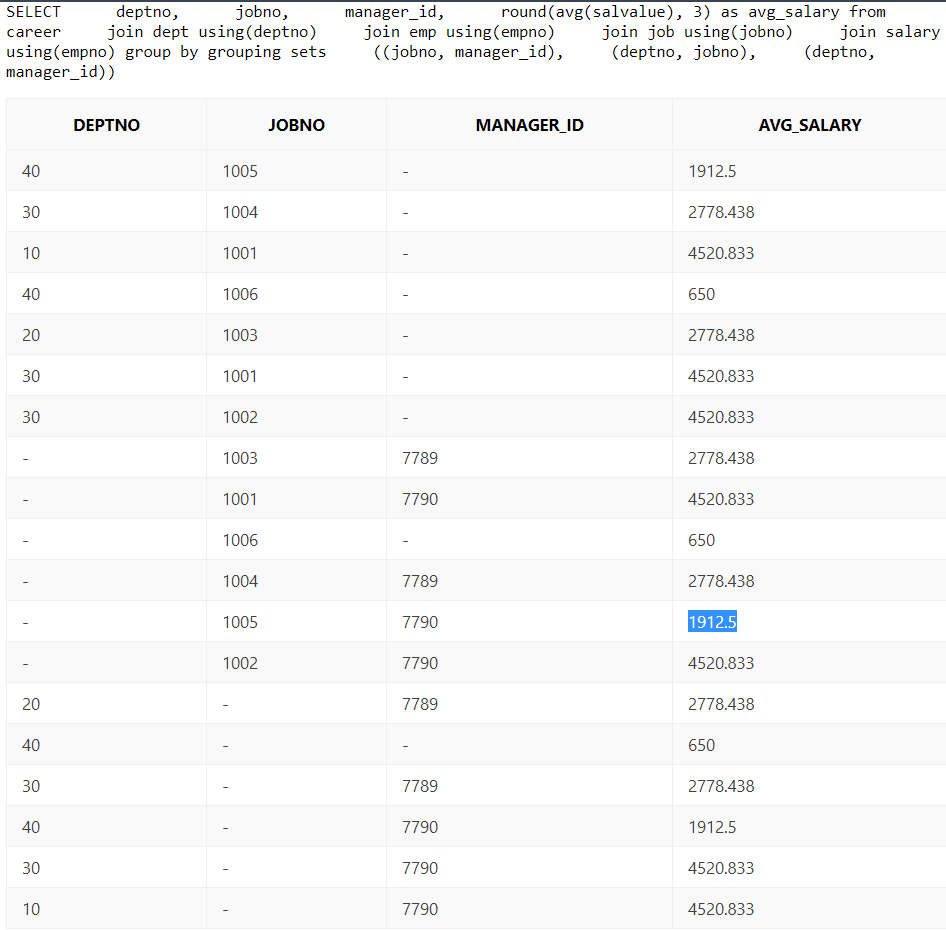 SELECT      deptno,      jobno,      manager_id,      round(avg(salvalue), 3) as avg_salary from
career     join dept using(deptno)     join emp using(empno)     join job using(jobno)     join salary
using(empno) group by grouping sets     ((jobno, manager_id),     (deptno, jobno),     (deptno,
manager_id))
DEPTNO JOBNO MANAGER_ID AVG_SALARY
40 1005 - 1912.5
30 1004 - 2778.438
10 1001 - 4520.833
40 1006 - 650
20 1003 - 2778.438
30 1001 - 4520.833
30 1002 - 4520.833
- 1003 7789 2778.438
- 1001 7790 4520.833
- 1006 - 650
- 1004 7789 2778.438
- 1005 7790 1912.5
- 1002 7790 4520.833
20 - 7789 2778.438
40 - - 650
30 - 7789 2778.438
40 - 7790 1912.5
30 - 7790 4520.833
10 - 7790 4520.833